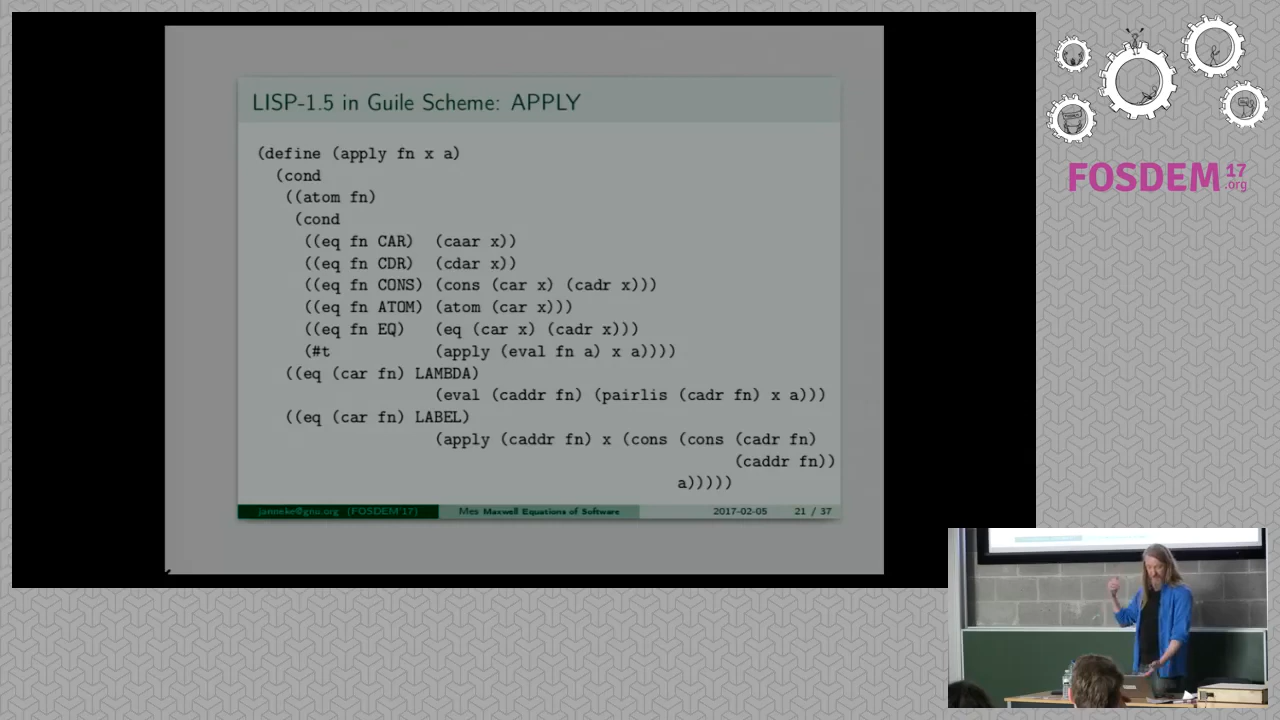 LISP-1.5 in Guile Scheme: APPLY
(define (apply fn x a)
(cond
((atom fn)
(cond
((eq fn CAR) (caar x))
((eq fn CDR) (cdar x))
((eq fn CONS) (cons (car x) (cadr x)))
((eq fn ATOM) (atom (car x)))
((eq fn EQ) (eq (car x) (cadr x)))
(#t (apply (eval fn a) x a))))
((eq (car fn) LAMBDA)
(eval (caddr fn) (pairlis (cadr fn) x a)))
((eq (car fn) LABEL)
(apply (caddr fn) x (cons (cons (cadr fn)
(caddr fn))
a)))))
janneke@gnu.org (FOSDEM'17) Mes Maxwell Equations of Software 2017-02-05 21 / 37
FOSDEM 17
.org